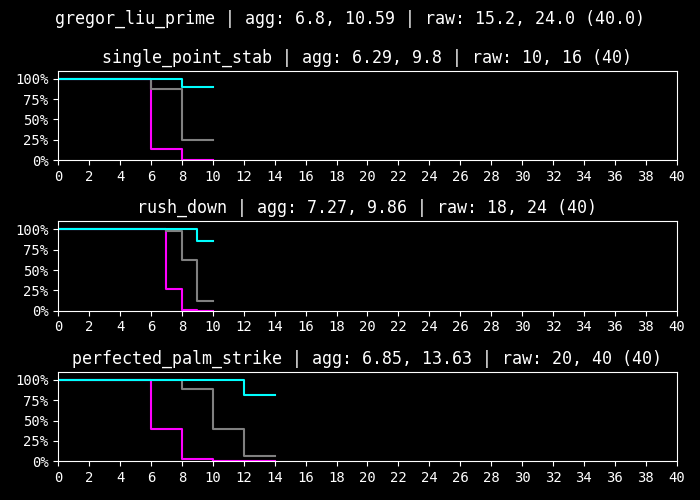 gregor_liu_prime | agg: 6.8, 10.59 | raw: 15.2, 24.0 (40.0)
single_point_stab | agg: 6.29, 9.8 | raw: 10, 16 (40)
100%
75%
50%
25%
0%
0 2 4 6 8 10 12 14 16 18 20 22 24 26 28 30 32 34 36 38 40
rush_down | agg: 7.27, 9.86 | raw: 18, 24 (40)
100%
75%
50%
25%
0%
0 2 4 6 8 10 12 14 16 18 20 22 24 26 28 30 32 34 36 38 40
perfected_palm_strike | agg: 6.85, 13.63 | raw: 20, 40 (40)
100%
75%
50%
25%
0%
0 2 4 6 8 10 12 14 16 18 20 22 24 26 28 30 32 34 36 38 40